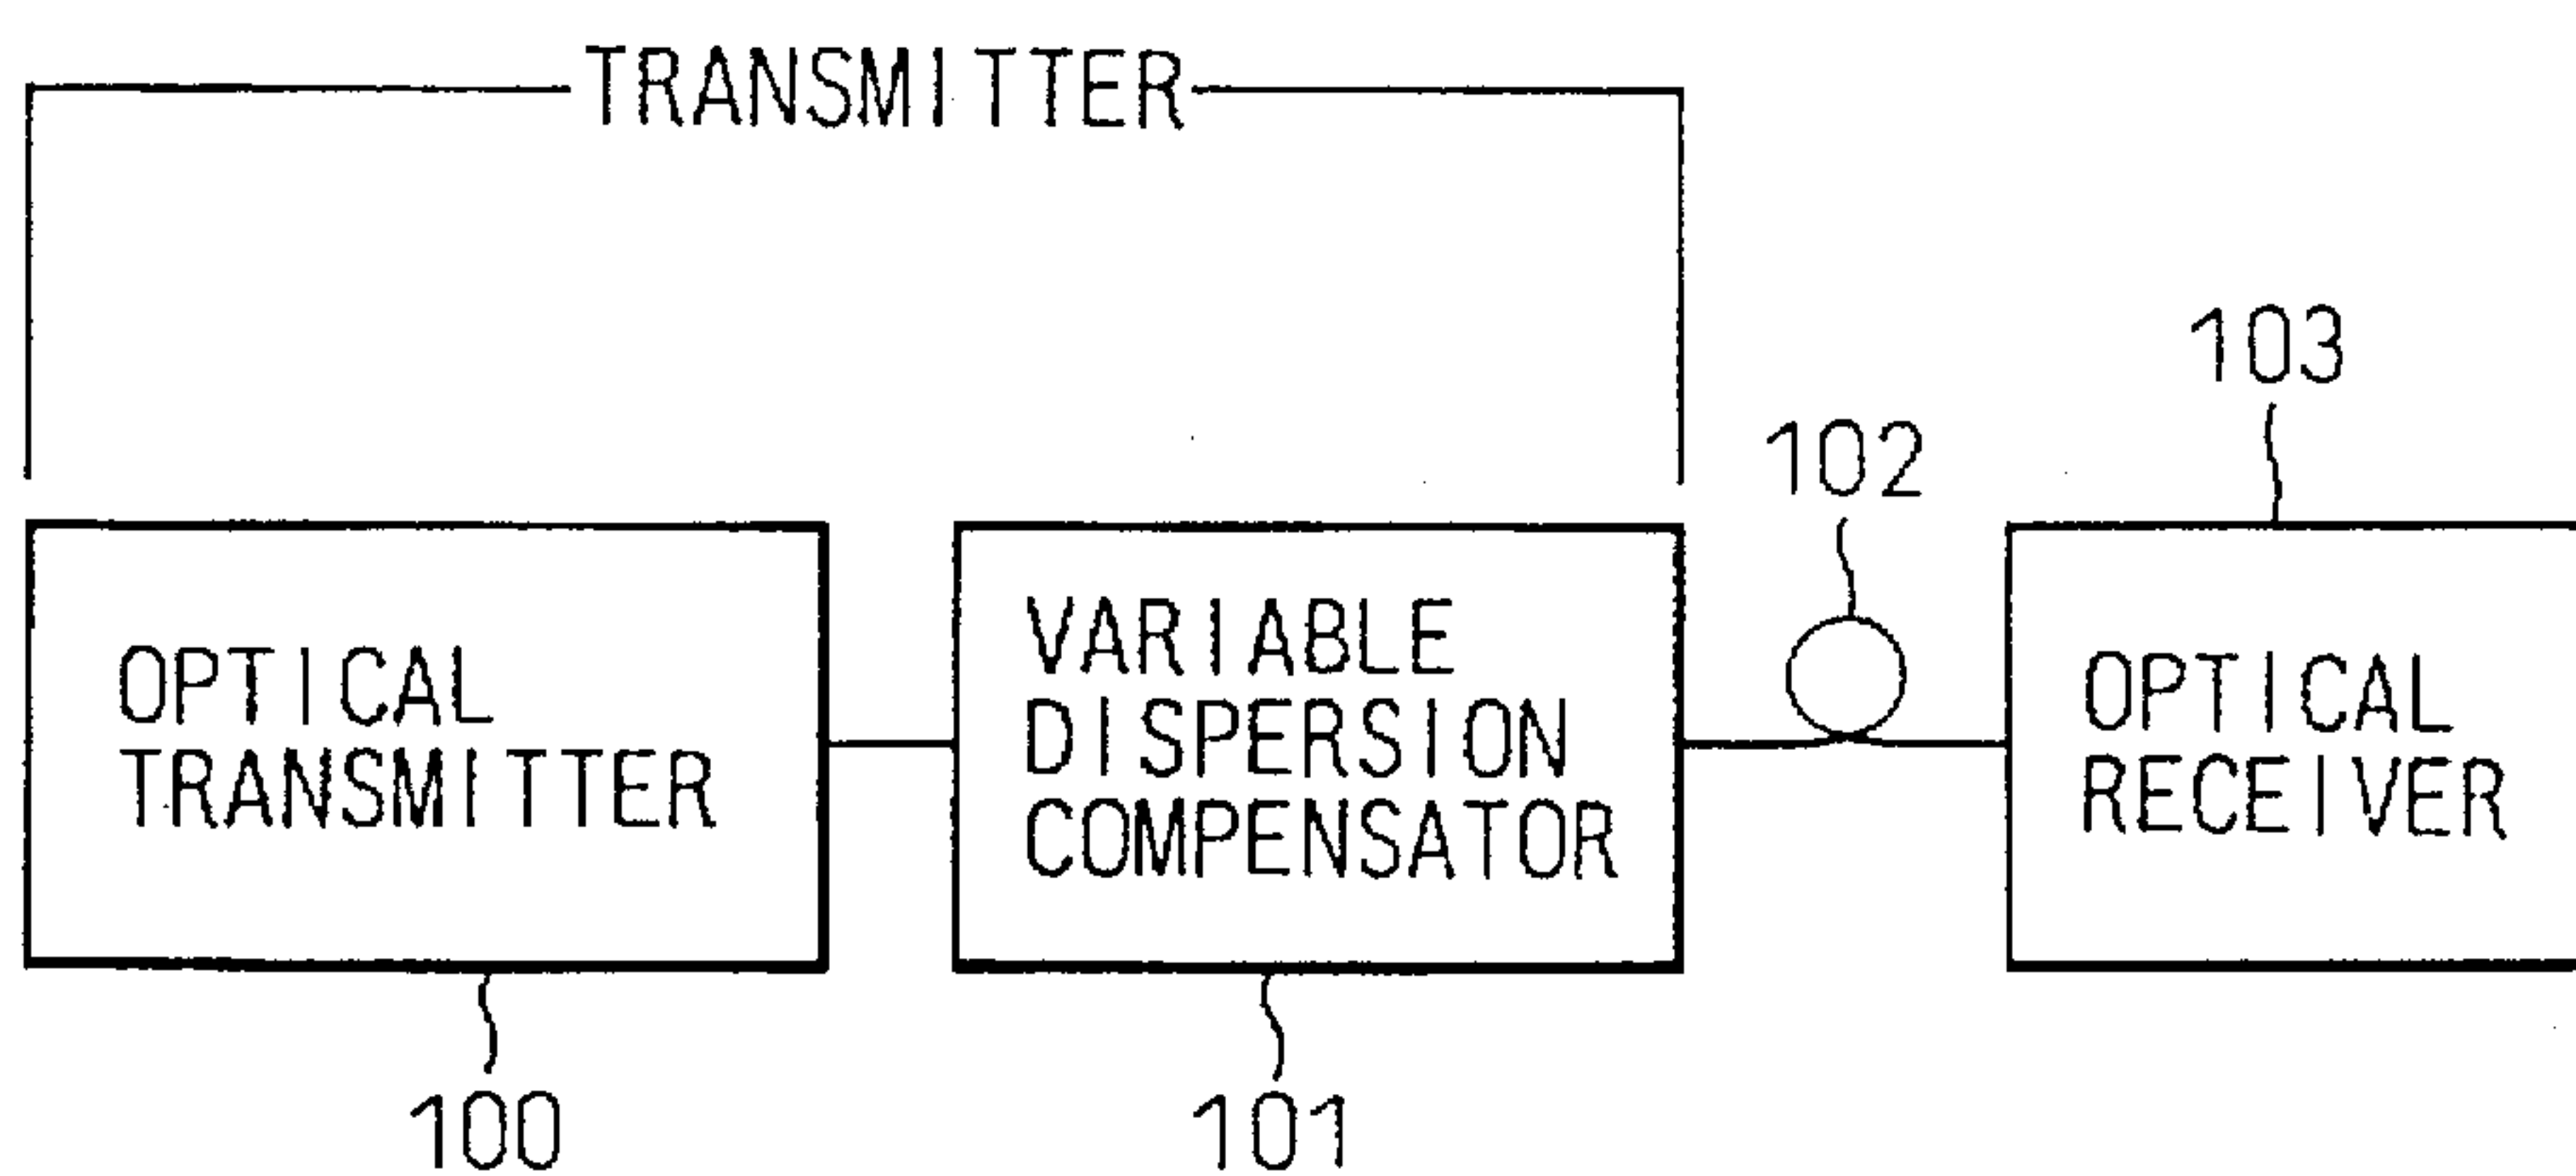 TRANSMITTER
103
102
OPTICAL
TRANSMITTER
VARIABLE
DISPERSION
COMPENSATOR
OPTICAL
RECEIVER
100
101